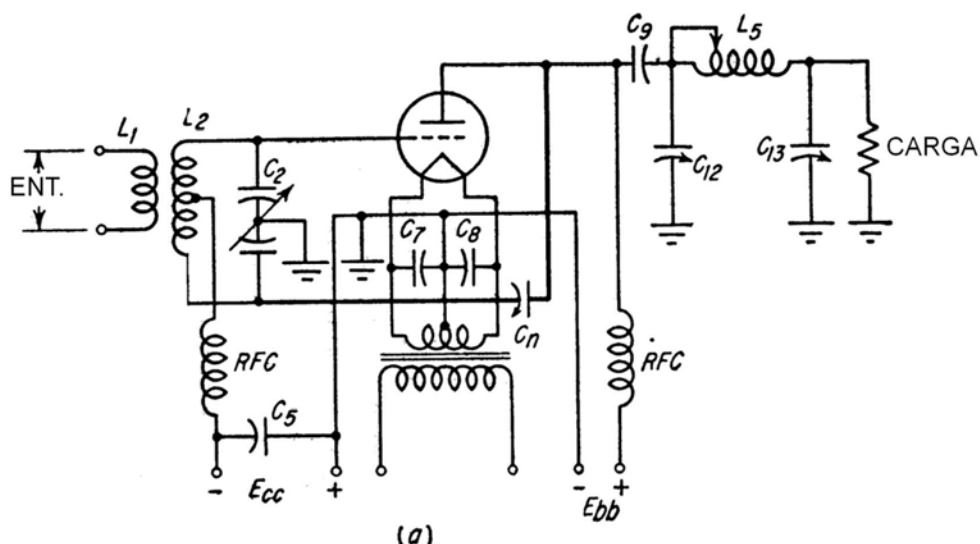 C9
L5
L1
L2
ENT.
C2
C12
C13
CARGA
C7
C8
Cn
RFC
RFC
C5
- Ecc +
- Ebb +
(a)